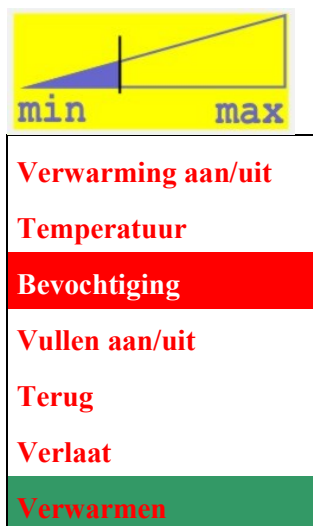 min max
Verwarming aan/uit
Temperatuur
Bevochtiging
Vullen aan/uit
Terug
Verlaat
Verwarmen